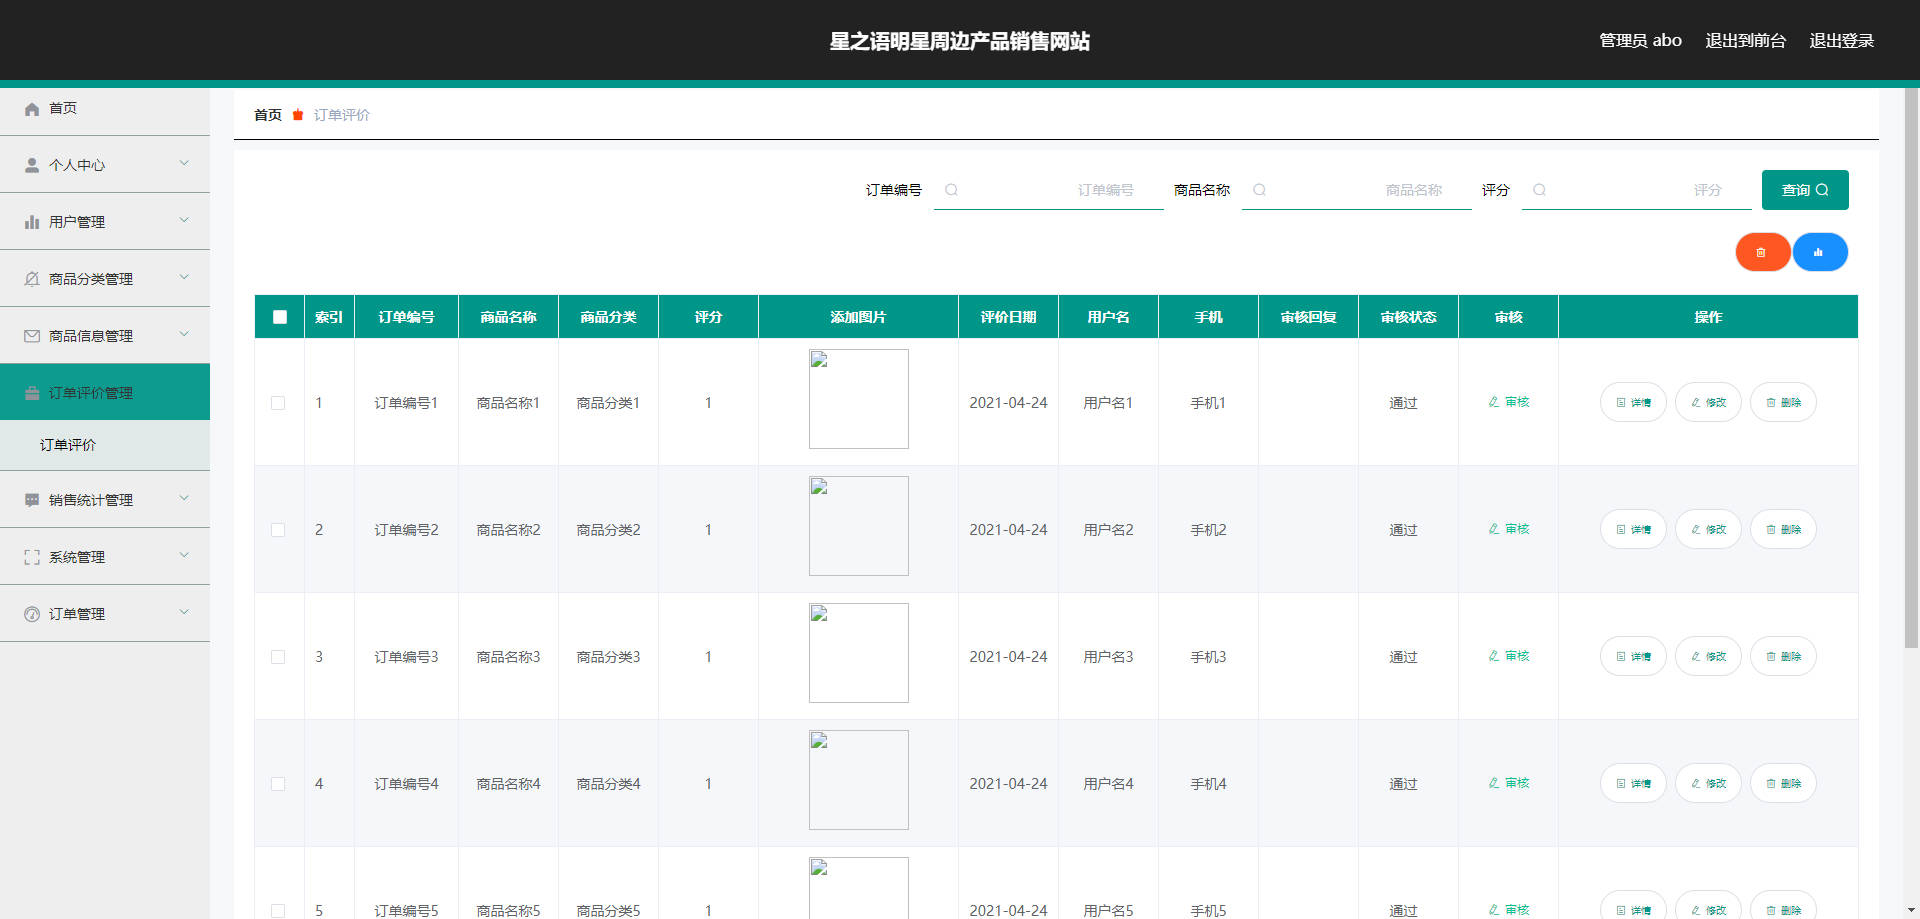 星之语明星周边产品销售网站
管理员 abo 退出到前台 退出登录
首页
个人中心
用户管理
商品分类管理
商品信息管理
订单评价管理
订单评价
销售统计管理
系统管理
订单管理
首页 订单评价
订单编号 订单编号 商品名称 商品名称 评分 评分 查询
索引 订单编号 商品名称 商品分类 评分 添加图片 评价日期 用户名 手机 审核回复 审核状态 审核 操作
1 订单编号1 商品名称1 商品分类1 1 2021-04-24 用户名1 手机1 通过 审核 详情 修改 删除
2 订单编号2 商品名称2 商品分类2 1 2021-04-24 用户名2 手机2 通过 审核 详情 修改 删除
3 订单编号3 商品名称3 商品分类3 1 2021-04-24 用户名3 手机3 通过 审核 详情 修改 删除
4 订单编号4 商品名称4 商品分类4 1 2021-04-24 用户名4 手机4 通过 审核 详情 修改 删除
5 订单编号5 商品名称5 商品分类5 1 2021-04-24 用户名5 手机5 通过 审核 详情 修改 删除